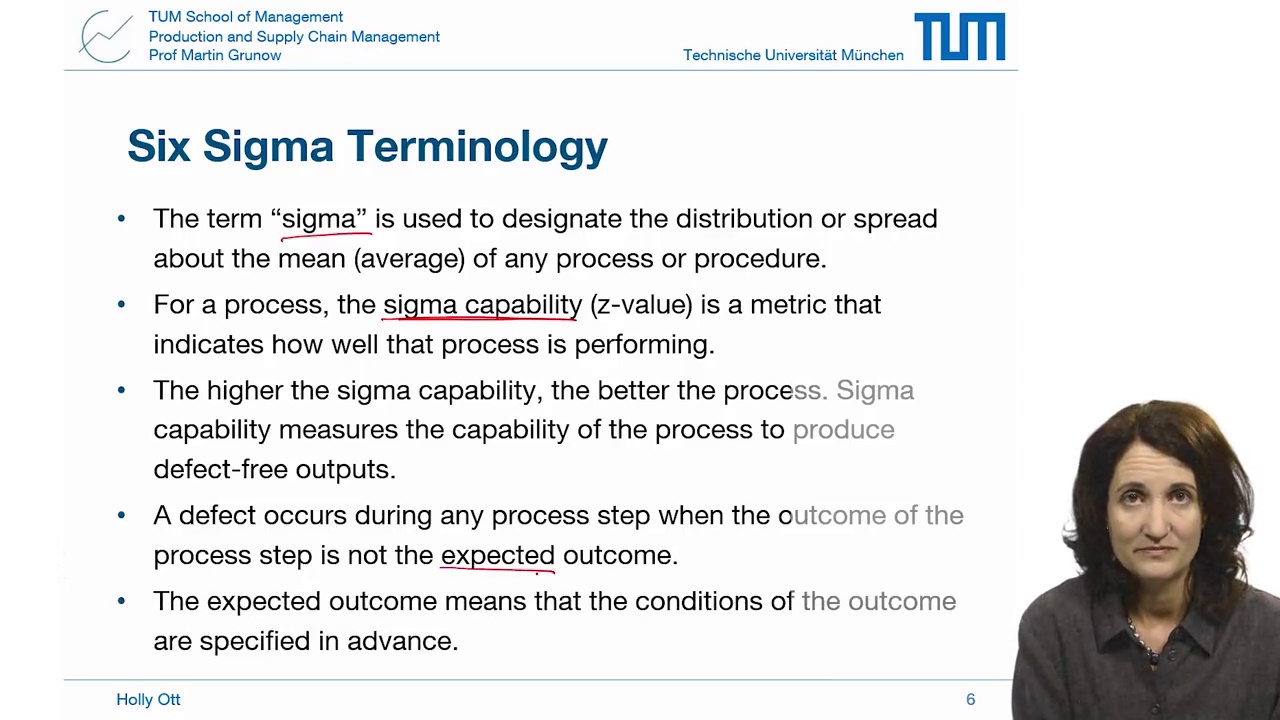 TUM School of Management
Production and Supply Chain Management
Prof Martin Grunow
Technische Universität München
TUM
Six Sigma Terminology
• The term “sigma” is used to designate the distribution or spread
about the mean (average) of any process or procedure.
• For a process, the sigma capability (z-value) is a metric that
indicates how well that process is performing.
• The higher the sigma capability, the better the process. Sigma
capability measures the capability of the process to produce
defect-free outputs.
• A defect occurs during any process step when the outcome of the
process step is not the expected outcome.
• The expected outcome means that the conditions of the outcome
are specified in advance.
Holly Ott
6